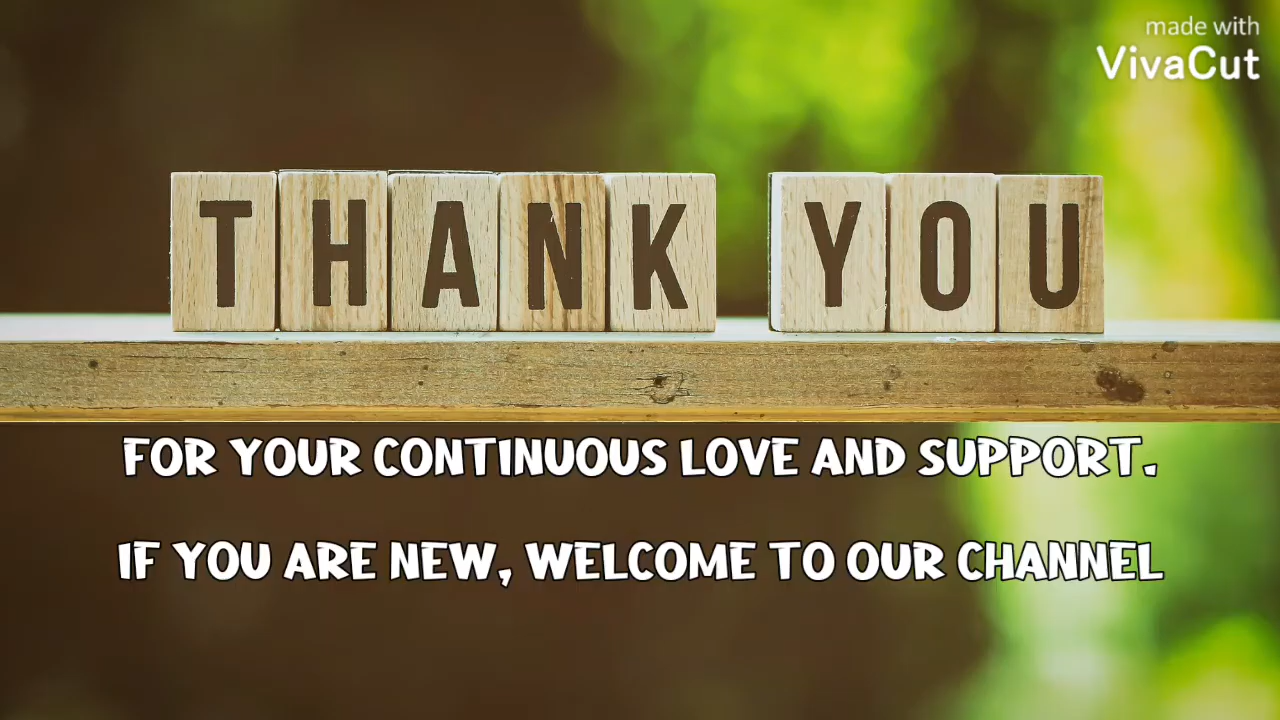 made with
VivaCut
THANK YOU
FOR YOUR CONTINUOUS LOVE AND SUPPORT.
IF YOU ARE NEW, WELCOME TO OUR CHANNEL